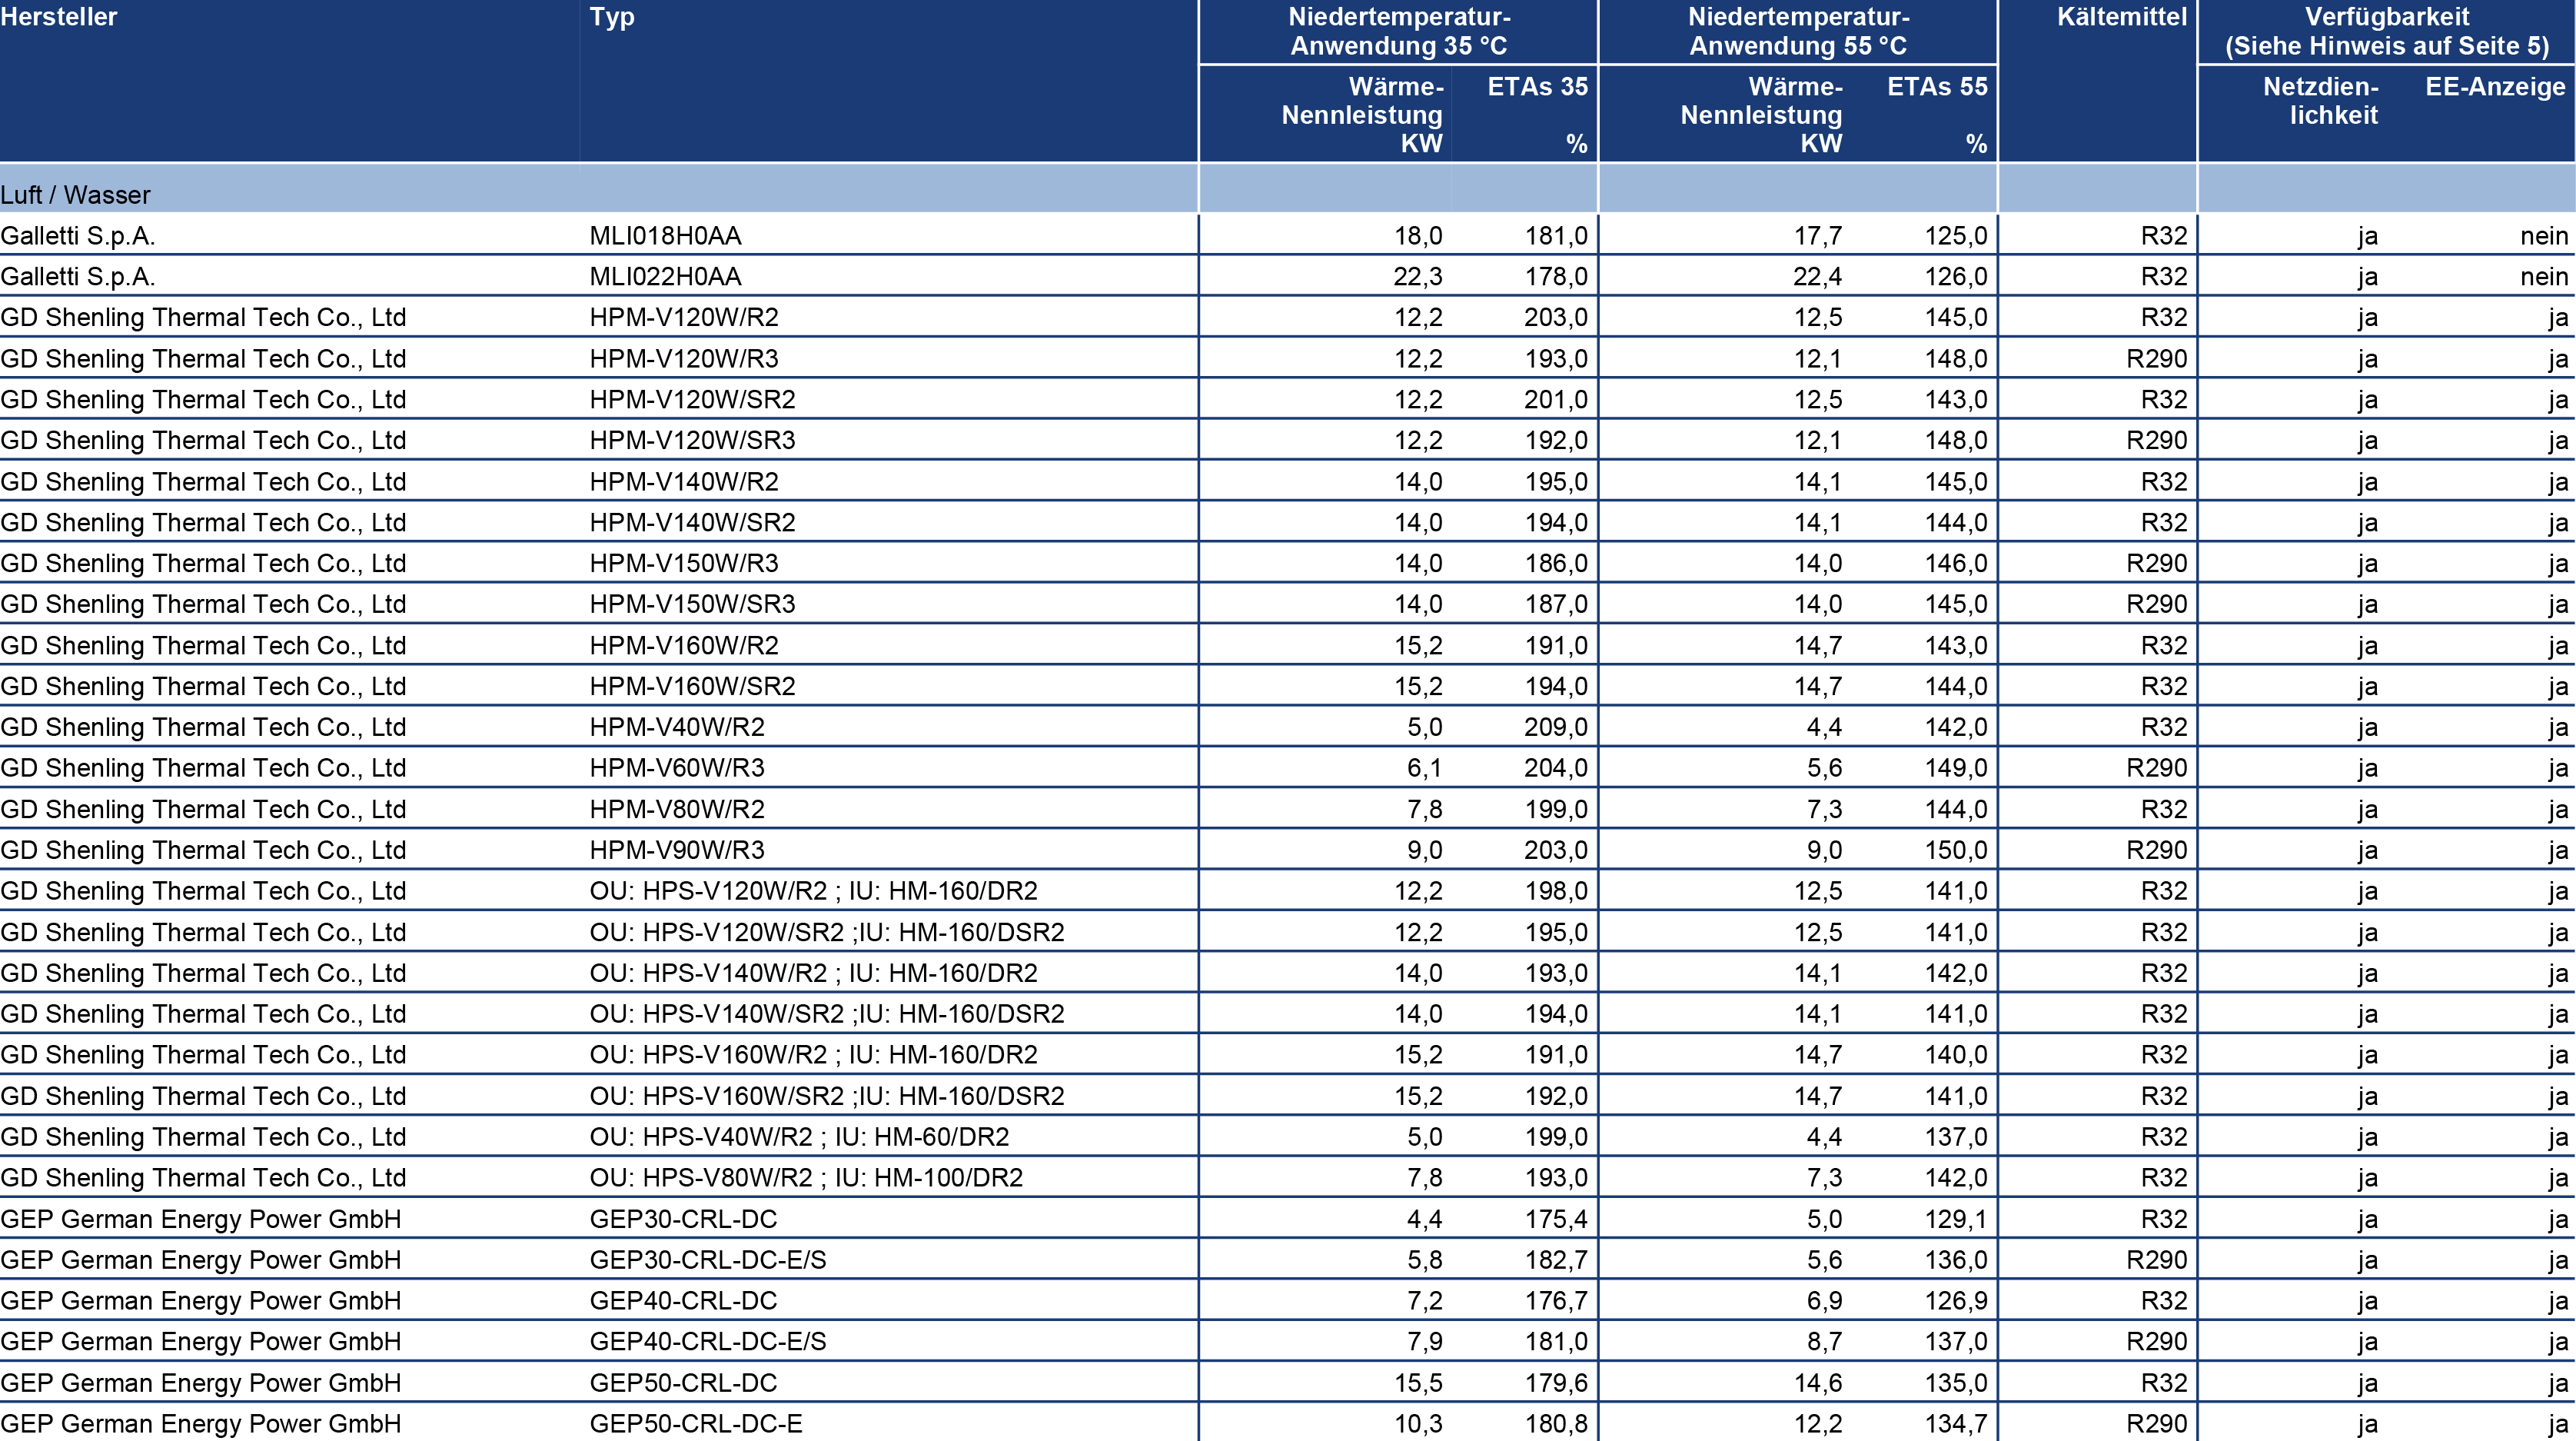 Hersteller Typ Niedertemperatur- Niedertemperatur- Kältemittel Verfügbarkeit
Anwendung 35 °C Anwendung 55 °C (Siehe Hinweis auf Seite 5)
Wärme- ETAs 35 Wärme- ETAs 55 Netzdien- EE-Anzeige
Nennleistung Nennleistung lichkeit
KW % KW %
Luft / Wasser
Galletti S.p.A. MLI018H0AA 18,0 181,0 17,7 125,0 R32 ja nein
Galletti S.p.A. MLI022H0AA 22,3 178,0 22,4 126,0 R32 ja nein
GD Shenling Thermal Tech Co., Ltd HPM-V120W/R2 12,2 203,0 12,5 145,0 R32 ja ja
GD Shenling Thermal Tech Co., Ltd HPM-V120W/R3 12,2 193,0 12,1 148,0 R290 ja ja
GD Shenling Thermal Tech Co., Ltd HPM-V120W/SR2 12,2 201,0 12,5 143,0 R32 ja ja
GD Shenling Thermal Tech Co., Ltd HPM-V120W/SR3 12,2 192,0 12,1 148,0 R290 ja ja
GD Shenling Thermal Tech Co., Ltd HPM-V140W/R2 14,0 195,0 14,1 145,0 R32 ja ja
GD Shenling Thermal Tech Co., Ltd HPM-V140W/SR2 14,0 194,0 14,1 144,0 R32 ja ja
GD Shenling Thermal Tech Co., Ltd HPM-V150W/R3 14,0 186,0 14,0 146,0 R290 ja ja
GD Shenling Thermal Tech Co., Ltd HPM-V150W/SR3 14,0 187,0 14,0 145,0 R290 ja ja
GD Shenling Thermal Tech Co., Ltd HPM-V160W/R2 15,2 191,0 14,7 143,0 R32 ja ja
GD Shenling Thermal Tech Co., Ltd HPM-V160W/SR2 15,2 194,0 14,7 144,0 R32 ja ja
GD Shenling Thermal Tech Co., Ltd HPM-V40W/R2 5,0 209,0 4,4 142,0 R32 ja ja
GD Shenling Thermal Tech Co., Ltd HPM-V60W/R3 6,1 204,0 5,6 149,0 R290 ja ja
GD Shenling Thermal Tech Co., Ltd HPM-V80W/R2 7,8 199,0 7,3 144,0 R32 ja ja
GD Shenling Thermal Tech Co., Ltd HPM-V90W/R3 9,0 203,0 9,0 150,0 R290 ja ja
GD Shenling Thermal Tech Co., Ltd OU: HPS-V120W/R2 ; IU: HM-160/DR2 12,2 198,0 12,5 141,0 R32 ja ja
GD Shenling Thermal Tech Co., Ltd OU: HPS-V120W/SR2 ;IU: HM-160/DSR2 12,2 195,0 12,5 141,0 R32 ja ja
GD Shenling Thermal Tech Co., Ltd OU: HPS-V140W/R2 ; IU: HM-160/DR2 14,0 193,0 14,1 142,0 R32 ja ja
GD Shenling Thermal Tech Co., Ltd OU: HPS-V140W/SR2 ;IU: HM-160/DSR2 14,0 194,0 14,1 141,0 R32 ja ja
GD Shenling Thermal Tech Co., Ltd OU: HPS-V160W/R2 ; IU: HM-160/DR2 15,2 191,0 14,7 140,0 R32 ja ja
GD Shenling Thermal Tech Co., Ltd OU: HPS-V160W/SR2 ;IU: HM-160/DSR2 15,2 192,0 14,7 141,0 R32 ja ja
GD Shenling Thermal Tech Co., Ltd OU: HPS-V40W/R2 ; IU: HM-60/DR2 5,0 199,0 4,4 137,0 R32 ja ja
GD Shenling Thermal Tech Co., Ltd OU: HPS-V80W/R2 ; IU: HM-100/DR2 7,8 193,0 7,3 142,0 R32 ja ja
GEP German Energy Power GmbH GEP30-CRL-DC 4,4 175,4 5,0 129,1 R32 ja ja
GEP German Energy Power GmbH GEP30-CRL-DC-E/S 5,8 182,7 5,6 136,0 R290 ja ja
GEP German Energy Power GmbH GEP40-CRL-DC 7,2 176,7 6,9 126,9 R32 ja ja
GEP German Energy Power GmbH GEP40-CRL-DC-E/S 7,9 181,0 8,7 137,0 R290 ja ja
GEP German Energy Power GmbH GEP50-CRL-DC 15,5 179,6 14,6 135,0 R32 ja ja
GEP German Energy Power GmbH GEP50-CRL-DC-E 10,3 180,8 12,2 134,7 R290 ja ja